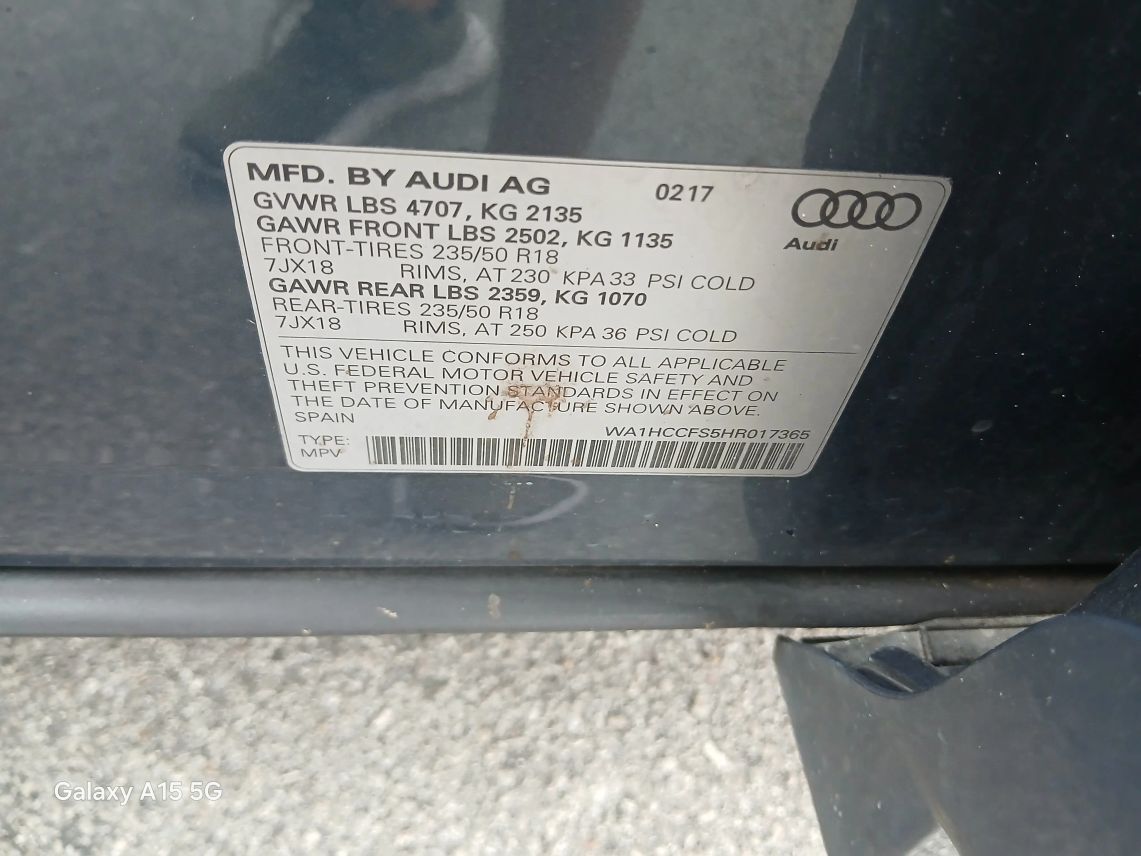 MFD. BY AUDI AG 0217
Audi
GVWR LBS 4707, KG 2135
GAWR FRONT LBS 2502, KG 1135
FRONT-TIRES 235/50 R18
7JX18 RIMS, AT 230 KPA 33 PSI COLD
GAWR REAR LBS 2359, KG 1070
REAR-TIRES 235/50 R18
7JX18 RIMS, AT 250 KPA 36 PSI COLD
THIS VEHICLE CONFORMS TO ALL APPLICABLE
U.S. FEDERAL MOTOR VEHICLE SAFETY AND
THEFT PREVENTION STANDARDS IN EFFECT ON
THE DATE OF MANUFACTURE SHOWN ABOVE.
SPAIN
WA1HCCFS5HR017365
TYPE:
MPV
Galaxy A15 5G